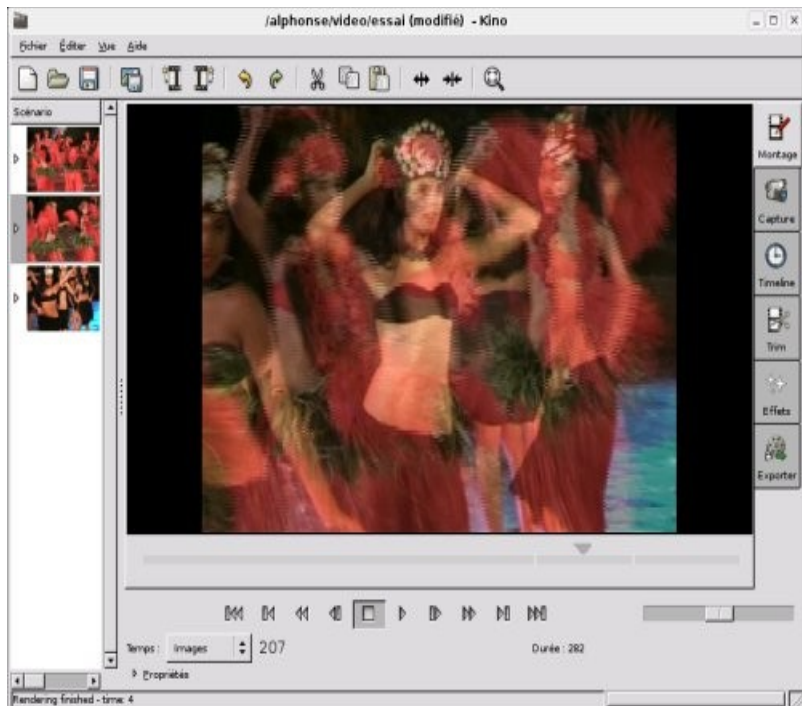 /alphonse/video/essai (modifié) - Kino
Fichier Éditer Vue Aide
Scénario
Montage
Capture
Timeline
Trim
Effets
Exporter
Temps : Images 207 Durée : 282
Propriétés
Rendering finished - time: 4